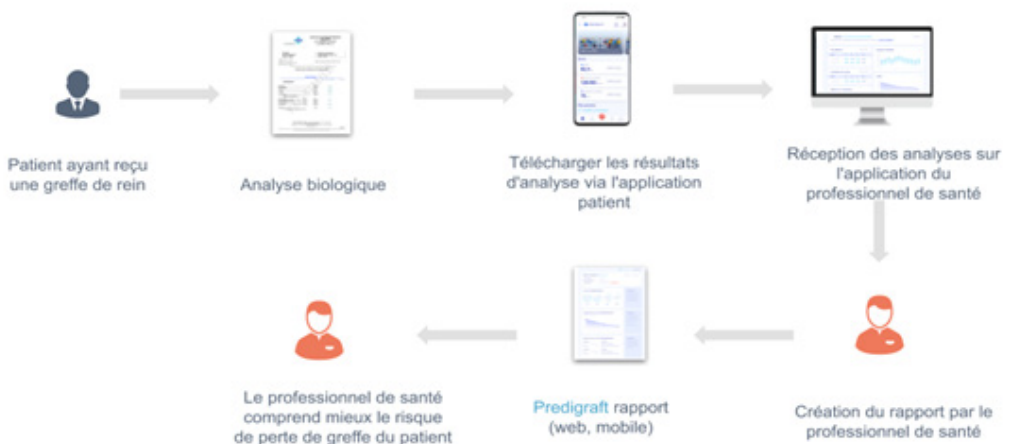 Patient ayant reçu
une greffe de rein
Analyse biologique
Télécharger les résultats
d'analyse via l'application
patient
Réception des analyses sur
l'application du
professionnel de santé
Création du rapport par le
professionnel de santé
Predigraft rapport
(web, mobile)
Le professionnel de santé
comprend mieux le risque
de perte de greffe du patient